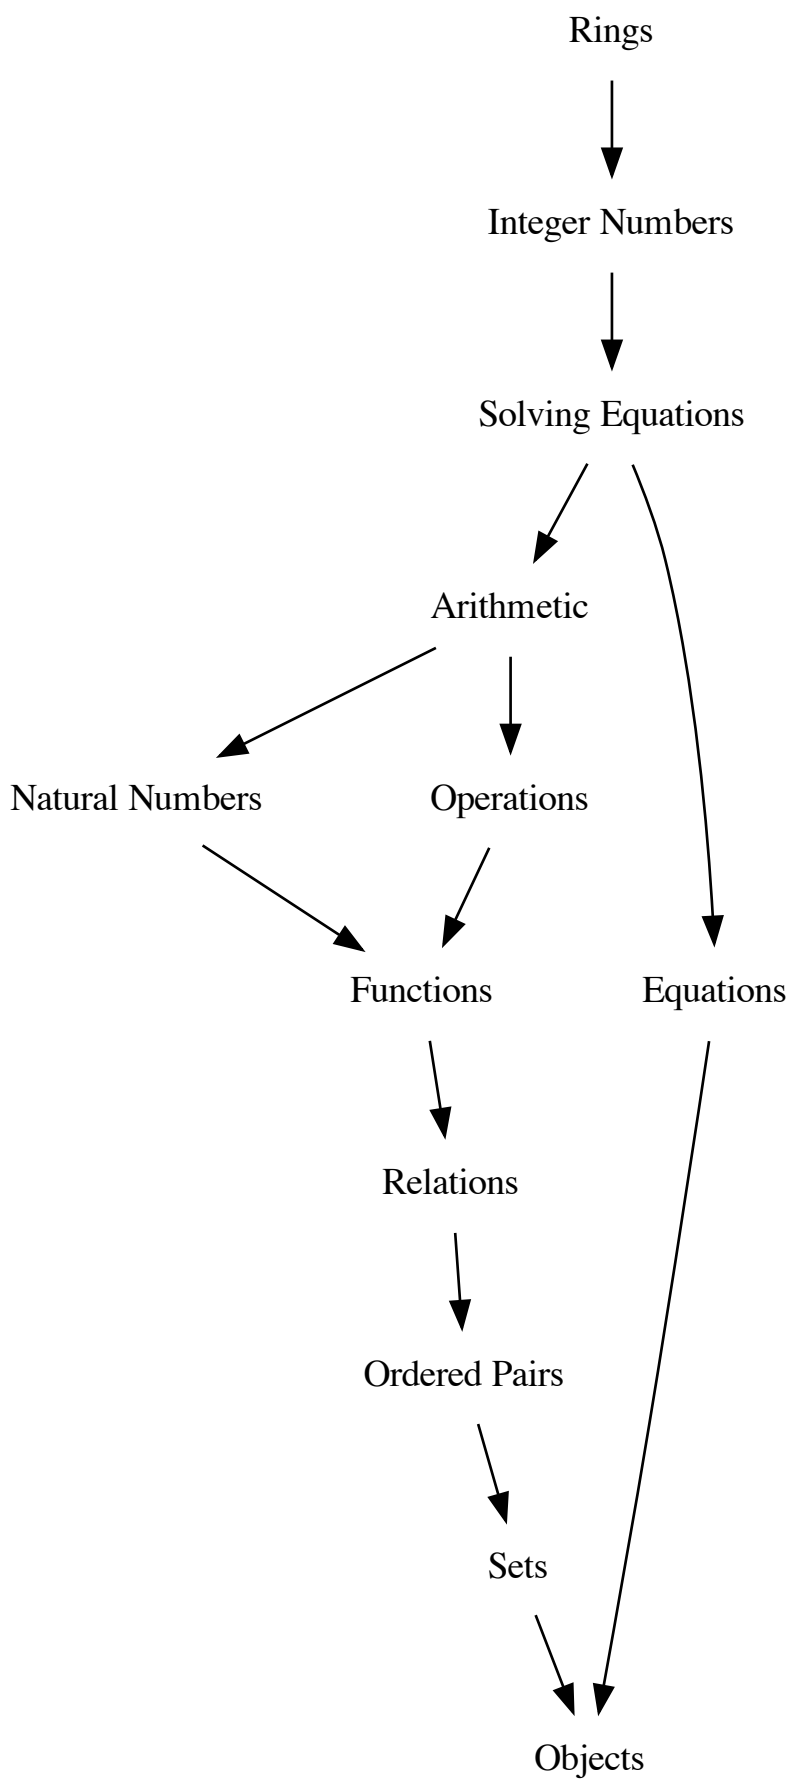 Rings
Integer Numbers
Solving Equations
Arithmetic
Natural Numbers
Operations
Functions
Equations
Relations
Ordered Pairs
Sets
Objects